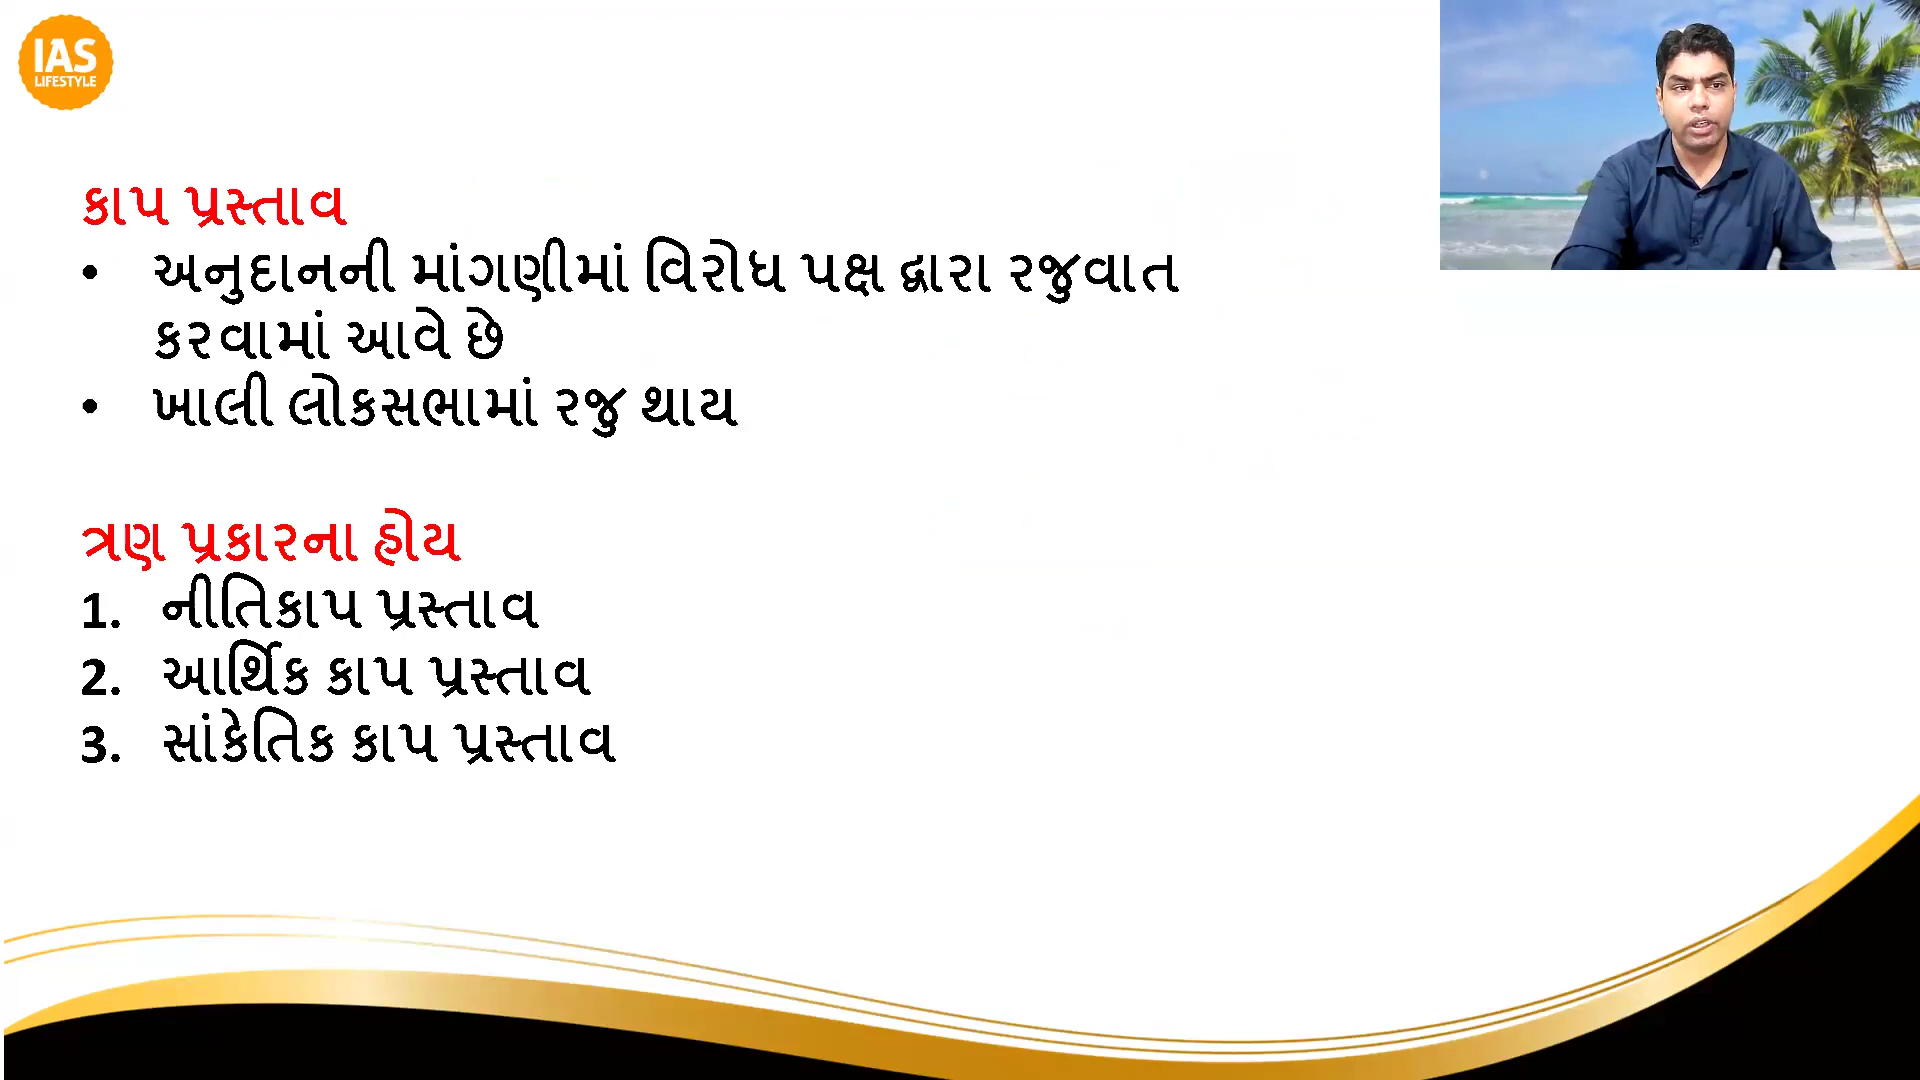 IAS
LIFESTYLE
કાપ પ્રસ્તાવ
• અનુદાનની માંગણીમાં વિરોધ પક્ષ દ્વારા રજુવાત
કરવામાં આવે છે
• ખાલી લોકસભામાં રજુ થાય
ત્રણ પ્રકારના હોય
1. નીતિકાપ પ્રસ્તાવ
2. આર્થિક કાપ પ્રસ્તાવ
3. સાંકેતિક કાપ પ્રસ્તાવ